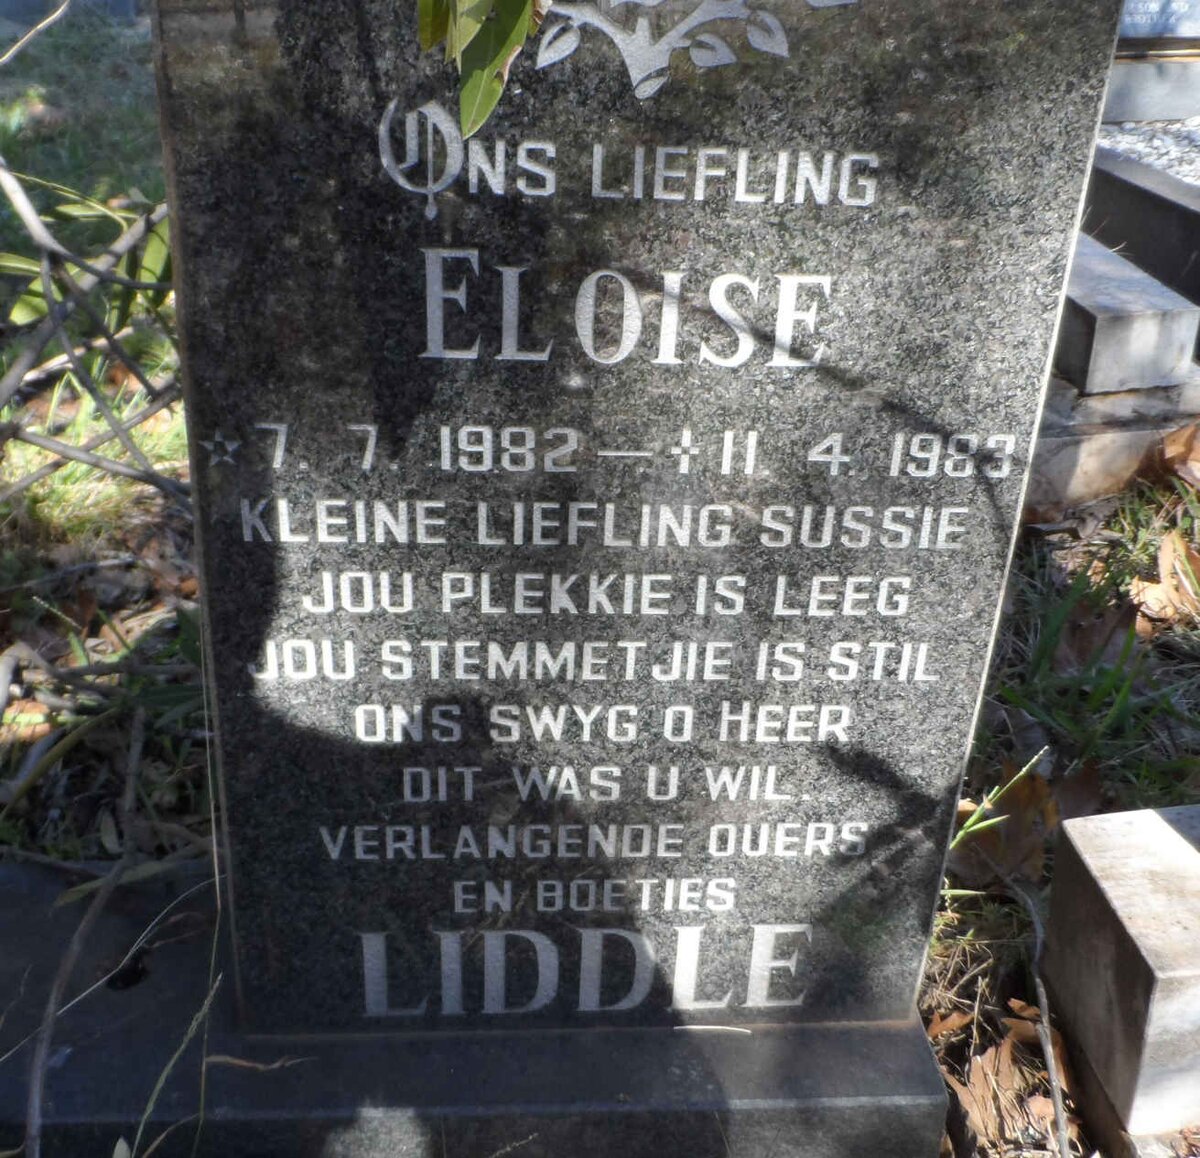 ONS LIEFLING
ELOISE
☆ 7. 7. 1982 — ✝ 11. 4. 1983
KLEINE LIEFLING SUSSIE
JOU PLEKKIE IS LEEG
JOU STEMMETJIE IS STIL
ONS SWYG O HEER
DIT WAS U WIL.
VERLANGENDE OUERS
EN BOETIES
LIDDLE